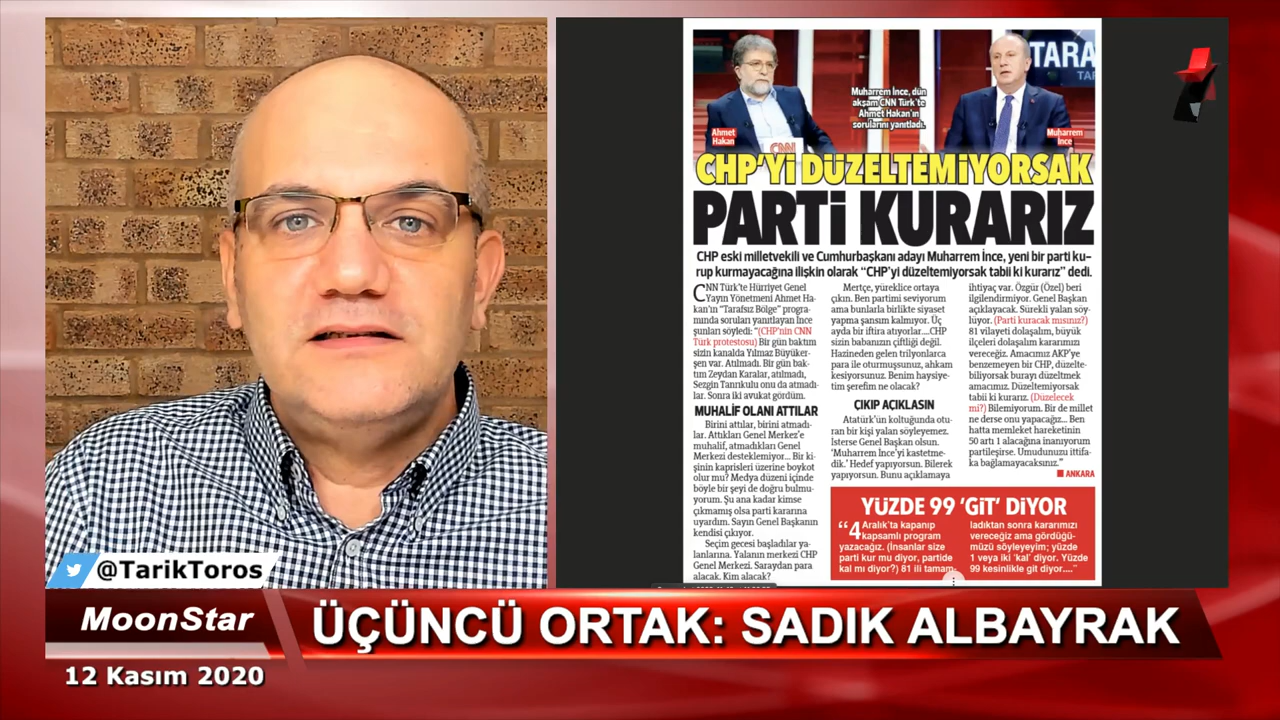 TARA
TAR
Muharrem İnce, dün
akşam CNN Türk'te
Ahmet Hakan'ın
sorularını yanıtladı.
Ahmet
Hakan
Muharrem
İnce
CNN
CHP'Yİ DÜZELTEMİYORSAK
PARTİ KURARIZ
CHP eski milletvekili ve Cumhurbaşkanı adayı Muharrem İnce, yeni bir parti ku-
rup kurmayacağına ilişkin olarak “CHP'yi düzeltemiyorsak tabii ki kurarız” dedi.
CNN Türk'te Hürriyet Genel
Yayın Yönetmeni Ahmet Ha-
kan'ın “Tarafsız Bölge” progra-
mında soruları yanıtlayan İnce
şunları söyledi: “(CHP'nin CNN
Türk protestosu) Bir gün baktım
sizin kanalda Yılmaz Büyüker-
şen var. Atılmadı. Bir gün bak-
tım Zeydan Karalar, atılmadı,
Sezgin Tanrıkulu onu da atmadı-
lar. Sonra iki avukat gördüm.
MUHALİF OLANI ATTILAR
Birini attılar, birini atmadı-
lar. Attıkları Genel Merkez'e
muhalif, atmadıkları Genel
Merkezi desteklemiyor... Bir ki-
şinin kaprisleri üzerine boykot
olur mu? Medya düzeni içinde
böyle bir şeyi de doğru bulmu-
yorum. Şu ana kadar kimse
çıkmamış olsa parti kararına
uyardım. Sayın Genel Başkanın
kendisi çıkıyor.
Seçim gecesi başladılar ya-
lanlarına. Yalanın merkezi CHP
Genel Merkezi. Saraydan para
alacak. Kim alacak?
Mertçe, yüreklice ortaya
çıkın. Ben partimi seviyorum
ama bunlarla birlikte siyaset
yapma şansım kalmıyor. Üç
ayda bir iftira atıyorlar....CHP
sizin babanızın çiftliği değil.
Hazineden gelen trilyonlarca
para ile oturmuşsunuz, ahkam
kesiyorsunuz. Benim haysiye-
tim şerefim ne olacak?
ÇIKIP AÇIKLASIN
Atatürk'ün koltuğunda otu-
ran bir kişi yalan söyleyemez.
İsterse Genel Başkan olsun.
‘Muharrem İnce'yi kastetme-
dik.' Hedef yapıyorsun. Bilerek
yapıyorsun. Bunu açıklamaya
ihtiyaç var. Özgür (Özel) beri
ilgilendirmiyor. Genel Başkan
açıklayacak. Sürekli yalan söy-
lüyor. (Parti kuracak mısınız?)
81 vilayeti dolaşalım, büyük
ilçeleri dolaşalım kararımızı
vereceğiz. Amacımız AKP'ye
benzemeyen bir CHP, düzelte-
biliyorsak burayı düzeltmek
amacımız. Düzeltemiyorsak
tabii ki kurarız. (Düzelecek
mi?) Bilemiyorum. Bir de millet
ne derse onu yapacağız... Ben
hatta memleket hareketinin
50 artı 1 alacağına inanıyorum
partileşirse. Umudunuzu ittifa-
ka bağlamayacaksınız.”
ANKARA
YÜZDE 99 ‘GİT' DİYOR
“4 Aralık'ta kapanıp
kapsamlı program
yazacağız. (İnsanlar size
parti kur mu diyor, partide
kal mı diyor?) 81 ili tamam-
ladıktan sonra kararımızı
vereceğiz ama gördüğü-
müzü söyleyeyim; yüzde
1 veya iki ‘kal' diyor. Yüzde
99 kesinlikle git diyor....”
@TarikToros
MoonStar
ÜÇÜNCÜ ORTAK: SADIK ALBAYRAK
12 Kasım 2020